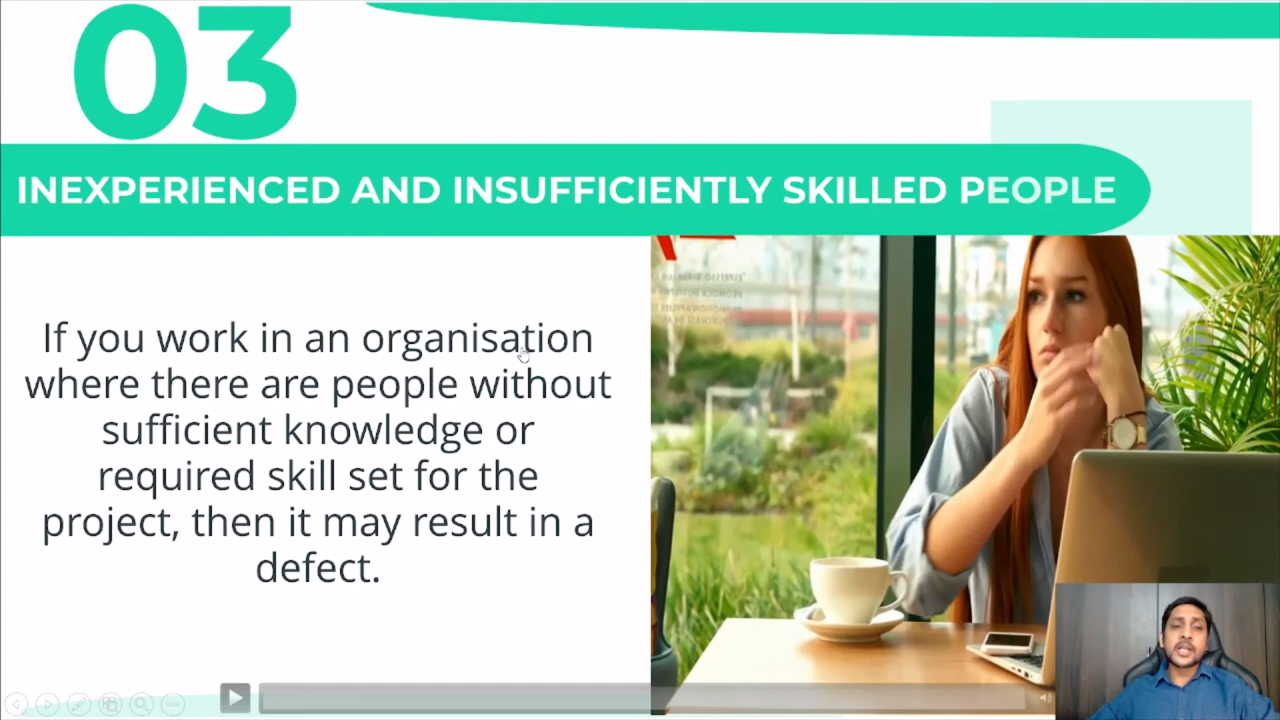 03
INEXPERIENCED AND INSUFFICIENTLY SKILLED PEOPLE
If you work in an organisation
where there are people without
sufficient knowledge or
required skill set for the
project, then it may result in a
defect.